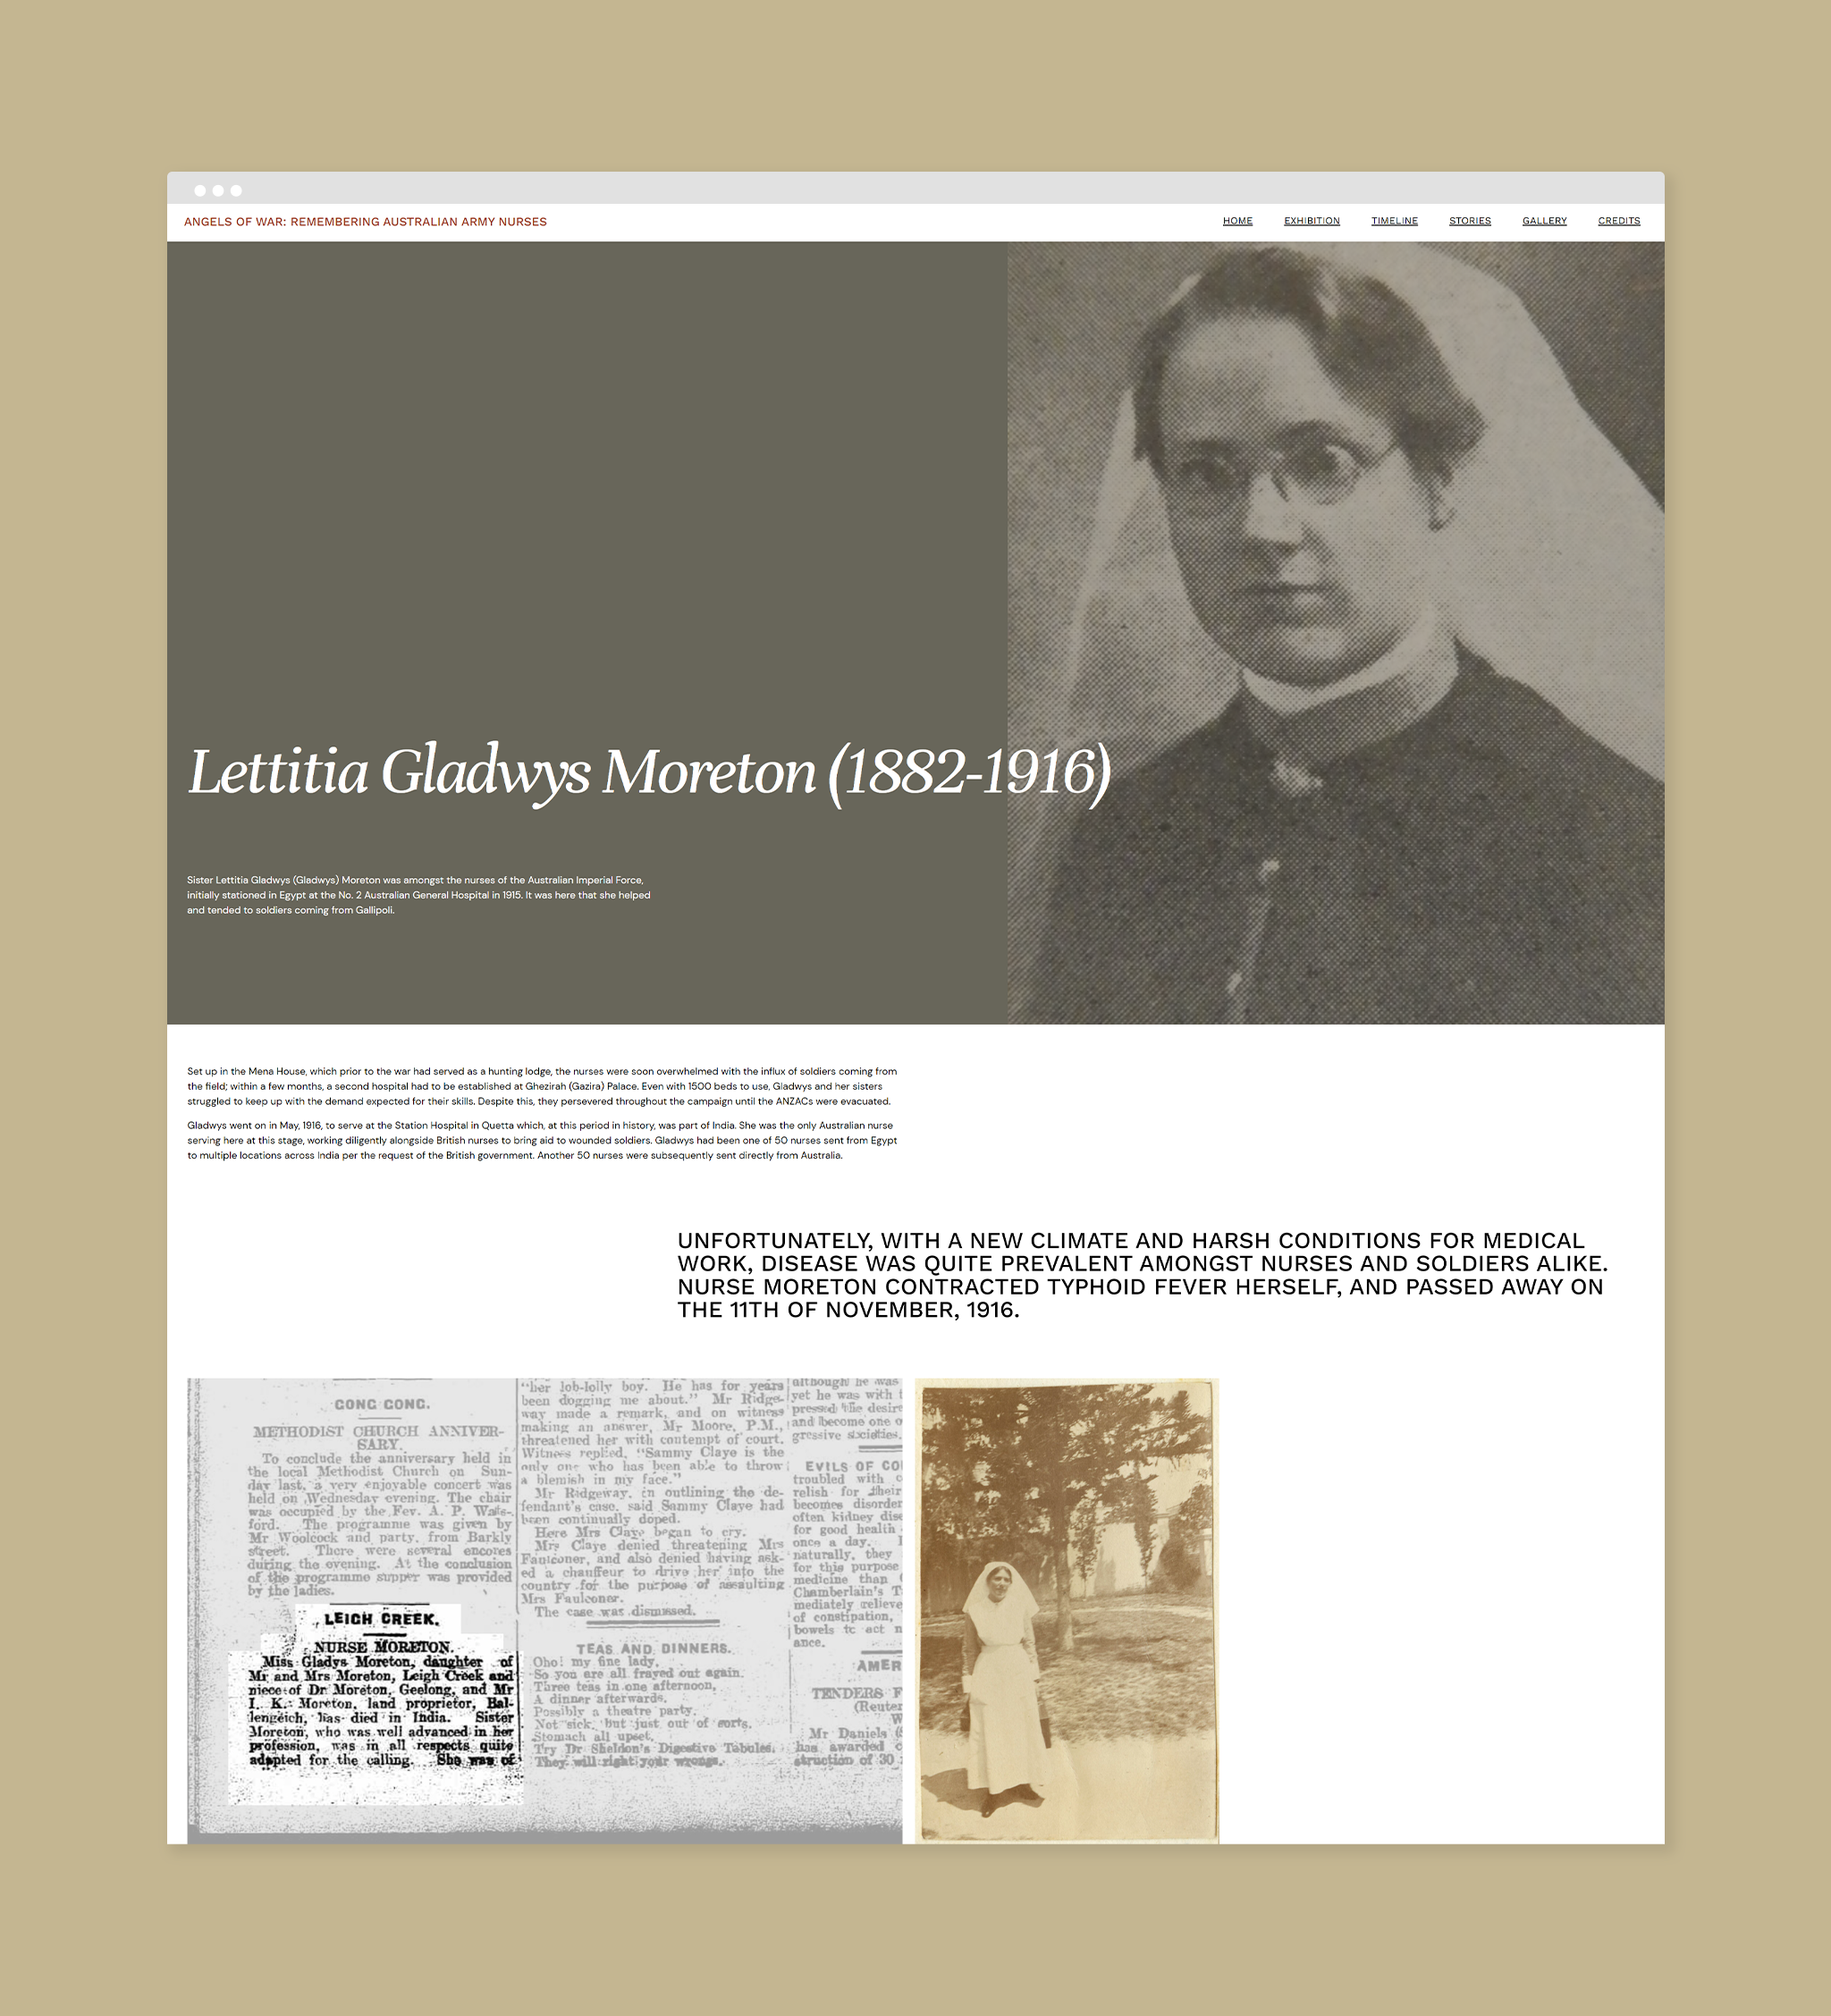 ANGELS OF WAR: REMEMBERING AUSTRALIAN ARMY NURSES
HOME
EXHIBITION
TIMELINE
STORIES
GALLERY
CREDITS
Lettitia Gladwys Moreton (1882-1916)
Sister Lettitia Gladwys (Gladwys) Moreton was amongst the nurses of the Australian Imperial Force,
initially stationed in Egypt at the No. 2 Australian General Hospital in 1915. It was here that she helped
and tended to soldiers coming from Gallipoli.
Set up in the Mena House, which prior to the war had served as a hunting lodge, the nurses were soon overwhelmed with the influx of soldiers coming from
the field; within a few months, a second hospital had to be established at Ghezirah (Gazira) Palace. Even with 1500 beds to use, Gladwys and her sisters
struggled to keep up with the demand expected for their skills. Despite this, they persevered throughout the campaign until the ANZACs were evacuated.
Gladwys went on in May, 1916, to serve at the Station Hospital in Quetta which, at this period in history, was part of India. She was the only Australian nurse
serving here at this stage, working diligently alongside British nurses to bring aid to wounded soldiers. Gladwys had been one of 50 nurses sent from Egypt
to multiple locations across India per the request of the British government. Another 50 nurses were subsequently sent directly from Australia.
UNFORTUNATELY, WITH A NEW CLIMATE AND HARSH CONDITIONS FOR MEDICAL
WORK, DISEASE WAS QUITE PREVALENT AMONGST NURSES AND SOLDIERS ALIKE.
NURSE MORETON CONTRACTED TYPHOID FEVER HERSELF, AND PASSED AWAY ON
THE 11TH OF NOVEMBER, 1916.
CONG CONG.
METHODIST CHURCH ANNIVER-
SARY.
To conclude the anniversary held in
the local Methodist Church on Sun-
day last, a very enjoyable concert was
held on Wednesday evening. The chair
was occupied by the Fev. A. P. Wats-
ford. The programme was given by
Mr Woolcock and party, from Barkly
street. There were several encores
during the ovening. At the conclusion
of the programme supper was provided
by the ladies.
LEIGH CREEK.
NURSE MORETON.
Miss Gladys Moreton, daughter of
Mr and Mrs Moreton, Leigh Creek and
niece of Dr Moreton, Geelong, and Mr
I. K. Moreton, land proprietor, Bal-
lengeich, has died in India. Sister
Moreton, who was well advanced in her
profession, was in all respects quite
adapted for the calling. She was of
"her lob-lolly boy. He has for years
been dogging me about." Mr Ridge-
way made a remark, and on witness
making an answer, Mr Moore, P.M.,
threatened her with contempt of court.
Witness replied, "Sammy Claye is the
only one who has been able to throw
a blemish in my face."
Mr Ridgeway, in outlining the de-
fendant's case, said Sammy Claye had
been continually doped.
Here Mrs Claye began to cry.
Mrs Claye denied threatening Mrs
Faulconer, and also denied having ask-
ed a chauffeur to drive her into the
country for the purpose of assaulting
Mrs Faulconer.
The case was dismissed.
TEAS AND DINNERS.
Oho! my fine lady,
So you are all frayed out again.
Three teas in one afternoon,
A dinner afterwards.
Possibly a theatre party.
Not sick, but just out of sorts.
Stomach all upset,
Try Dr Sheldon's Digestive Tabules.
They will right your wrongs.
although he was
yet he was with
pressed the desire
and become one o
gressive societies.
EVILS OF CO
troubled with
relish for their
becomes disorder
often kidney dise
for good health
once a day.
naturally, they
for this purpose
medicine than
Chamberlain's T
mediately relieve
of constipation,
bowels to act n
ance.
AMER
TENDERS F
(Reuter
W
Mr Daniels
has awarded c
struction of 30